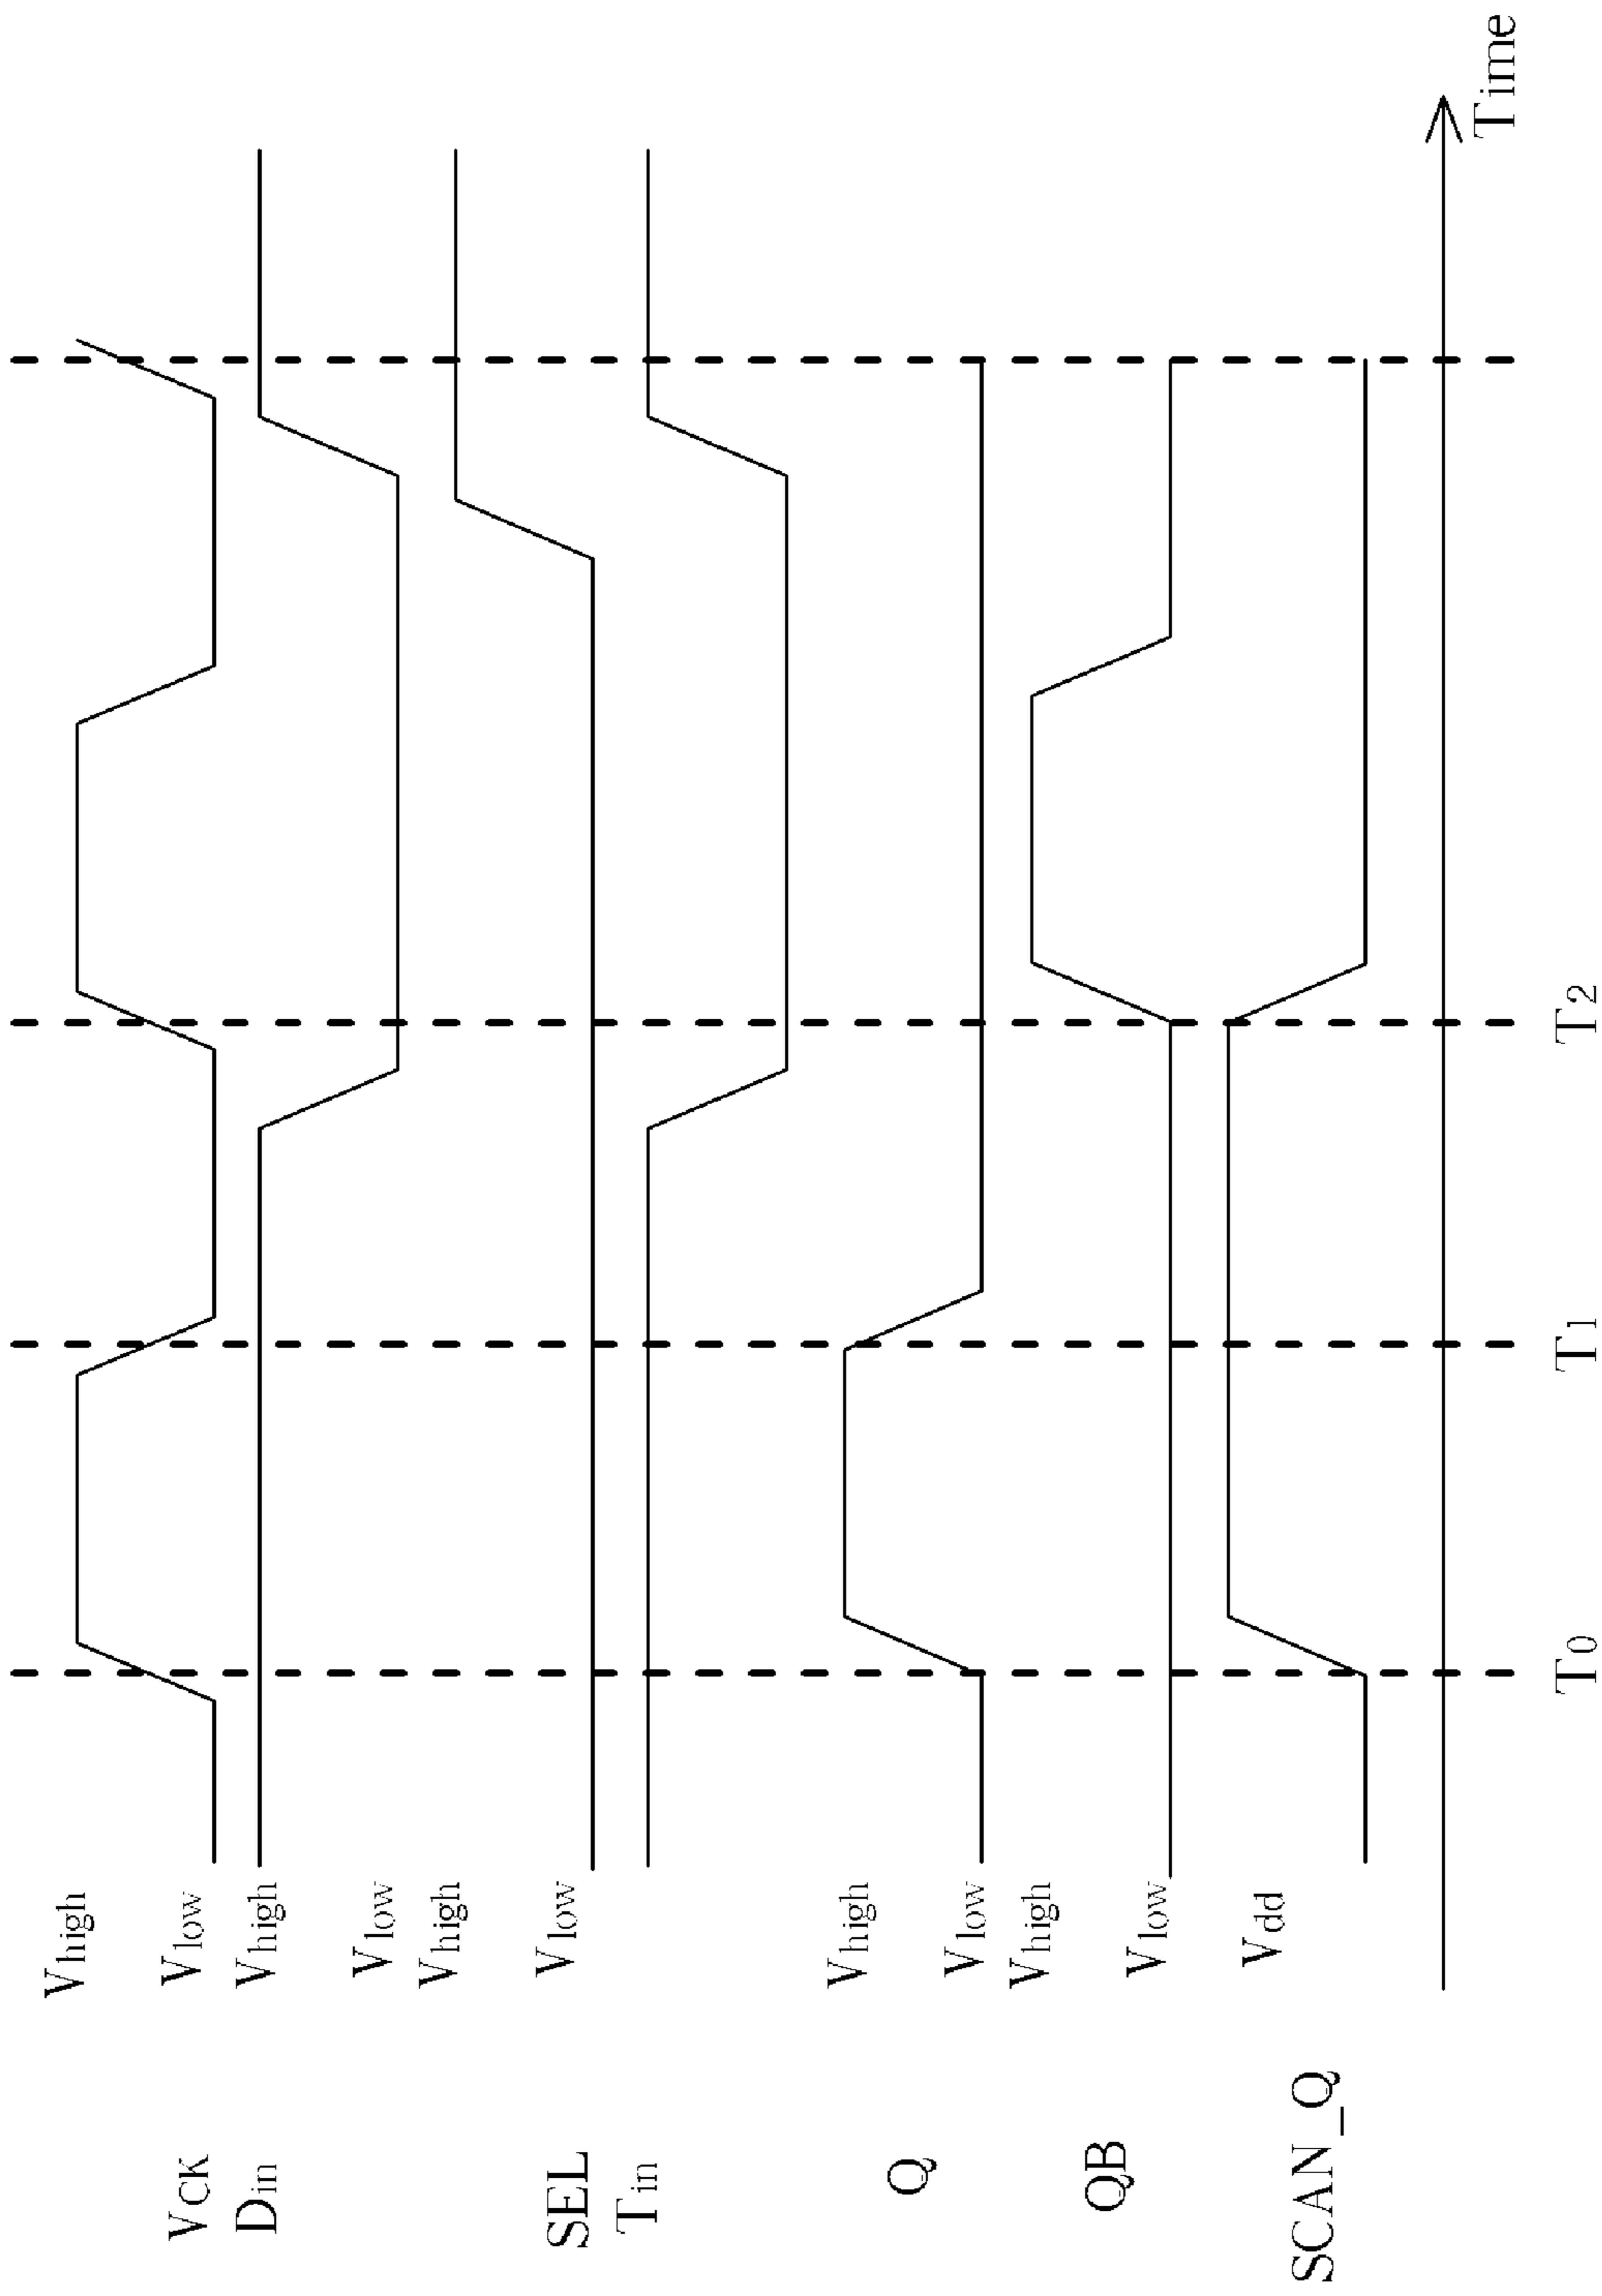 VCK
Vhigh
Vlow
Din
Vhigh
Vlow
SEL
Vhigh
Vlow
Tin
Q
Vhigh
Vlow
QB
Vhigh
Vlow
SCAN_Q
Vdd
Time
T0 T1 T2